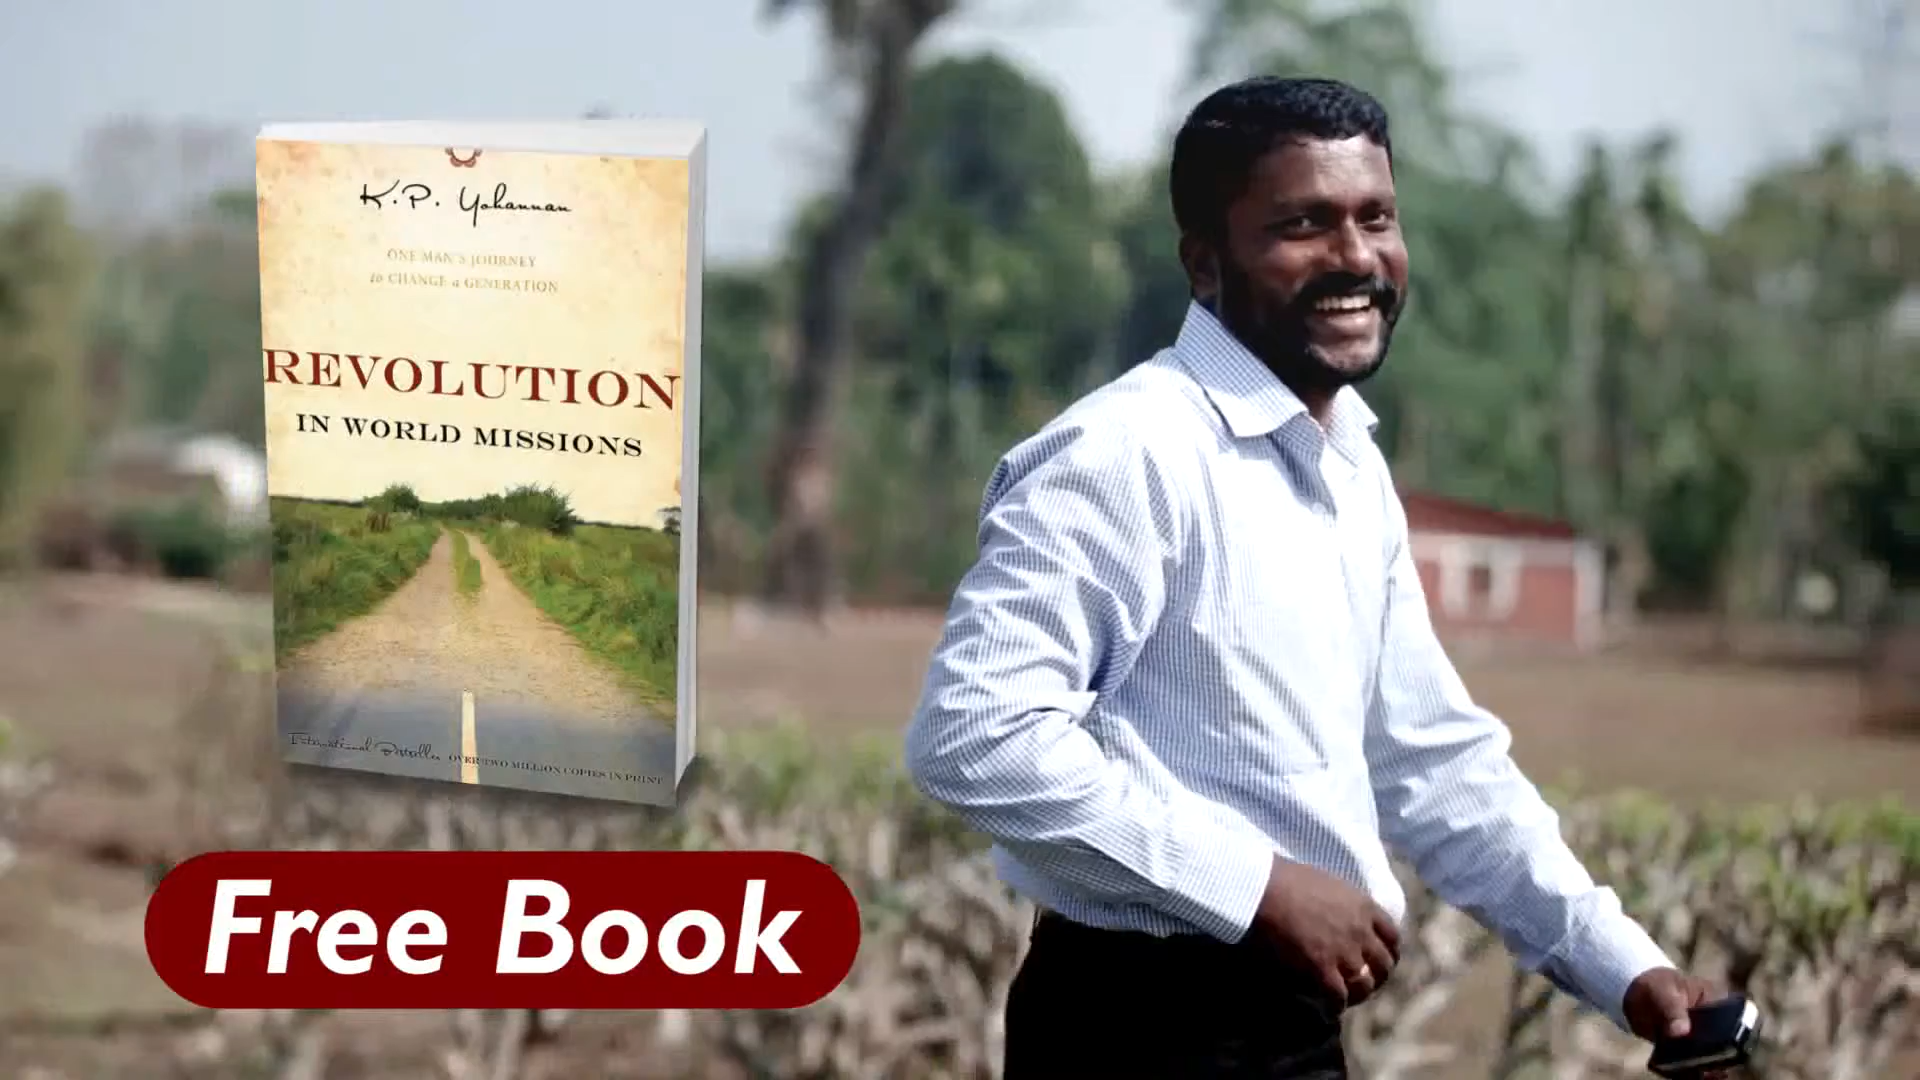 K.P. Yohannan
ONE MAN'S JOURNEY
to CHANGE a GENERATION
REVOLUTION
IN WORLD MISSIONS
International Bestseller OVER TWO MILLION COPIES IN PRINT
Free Book